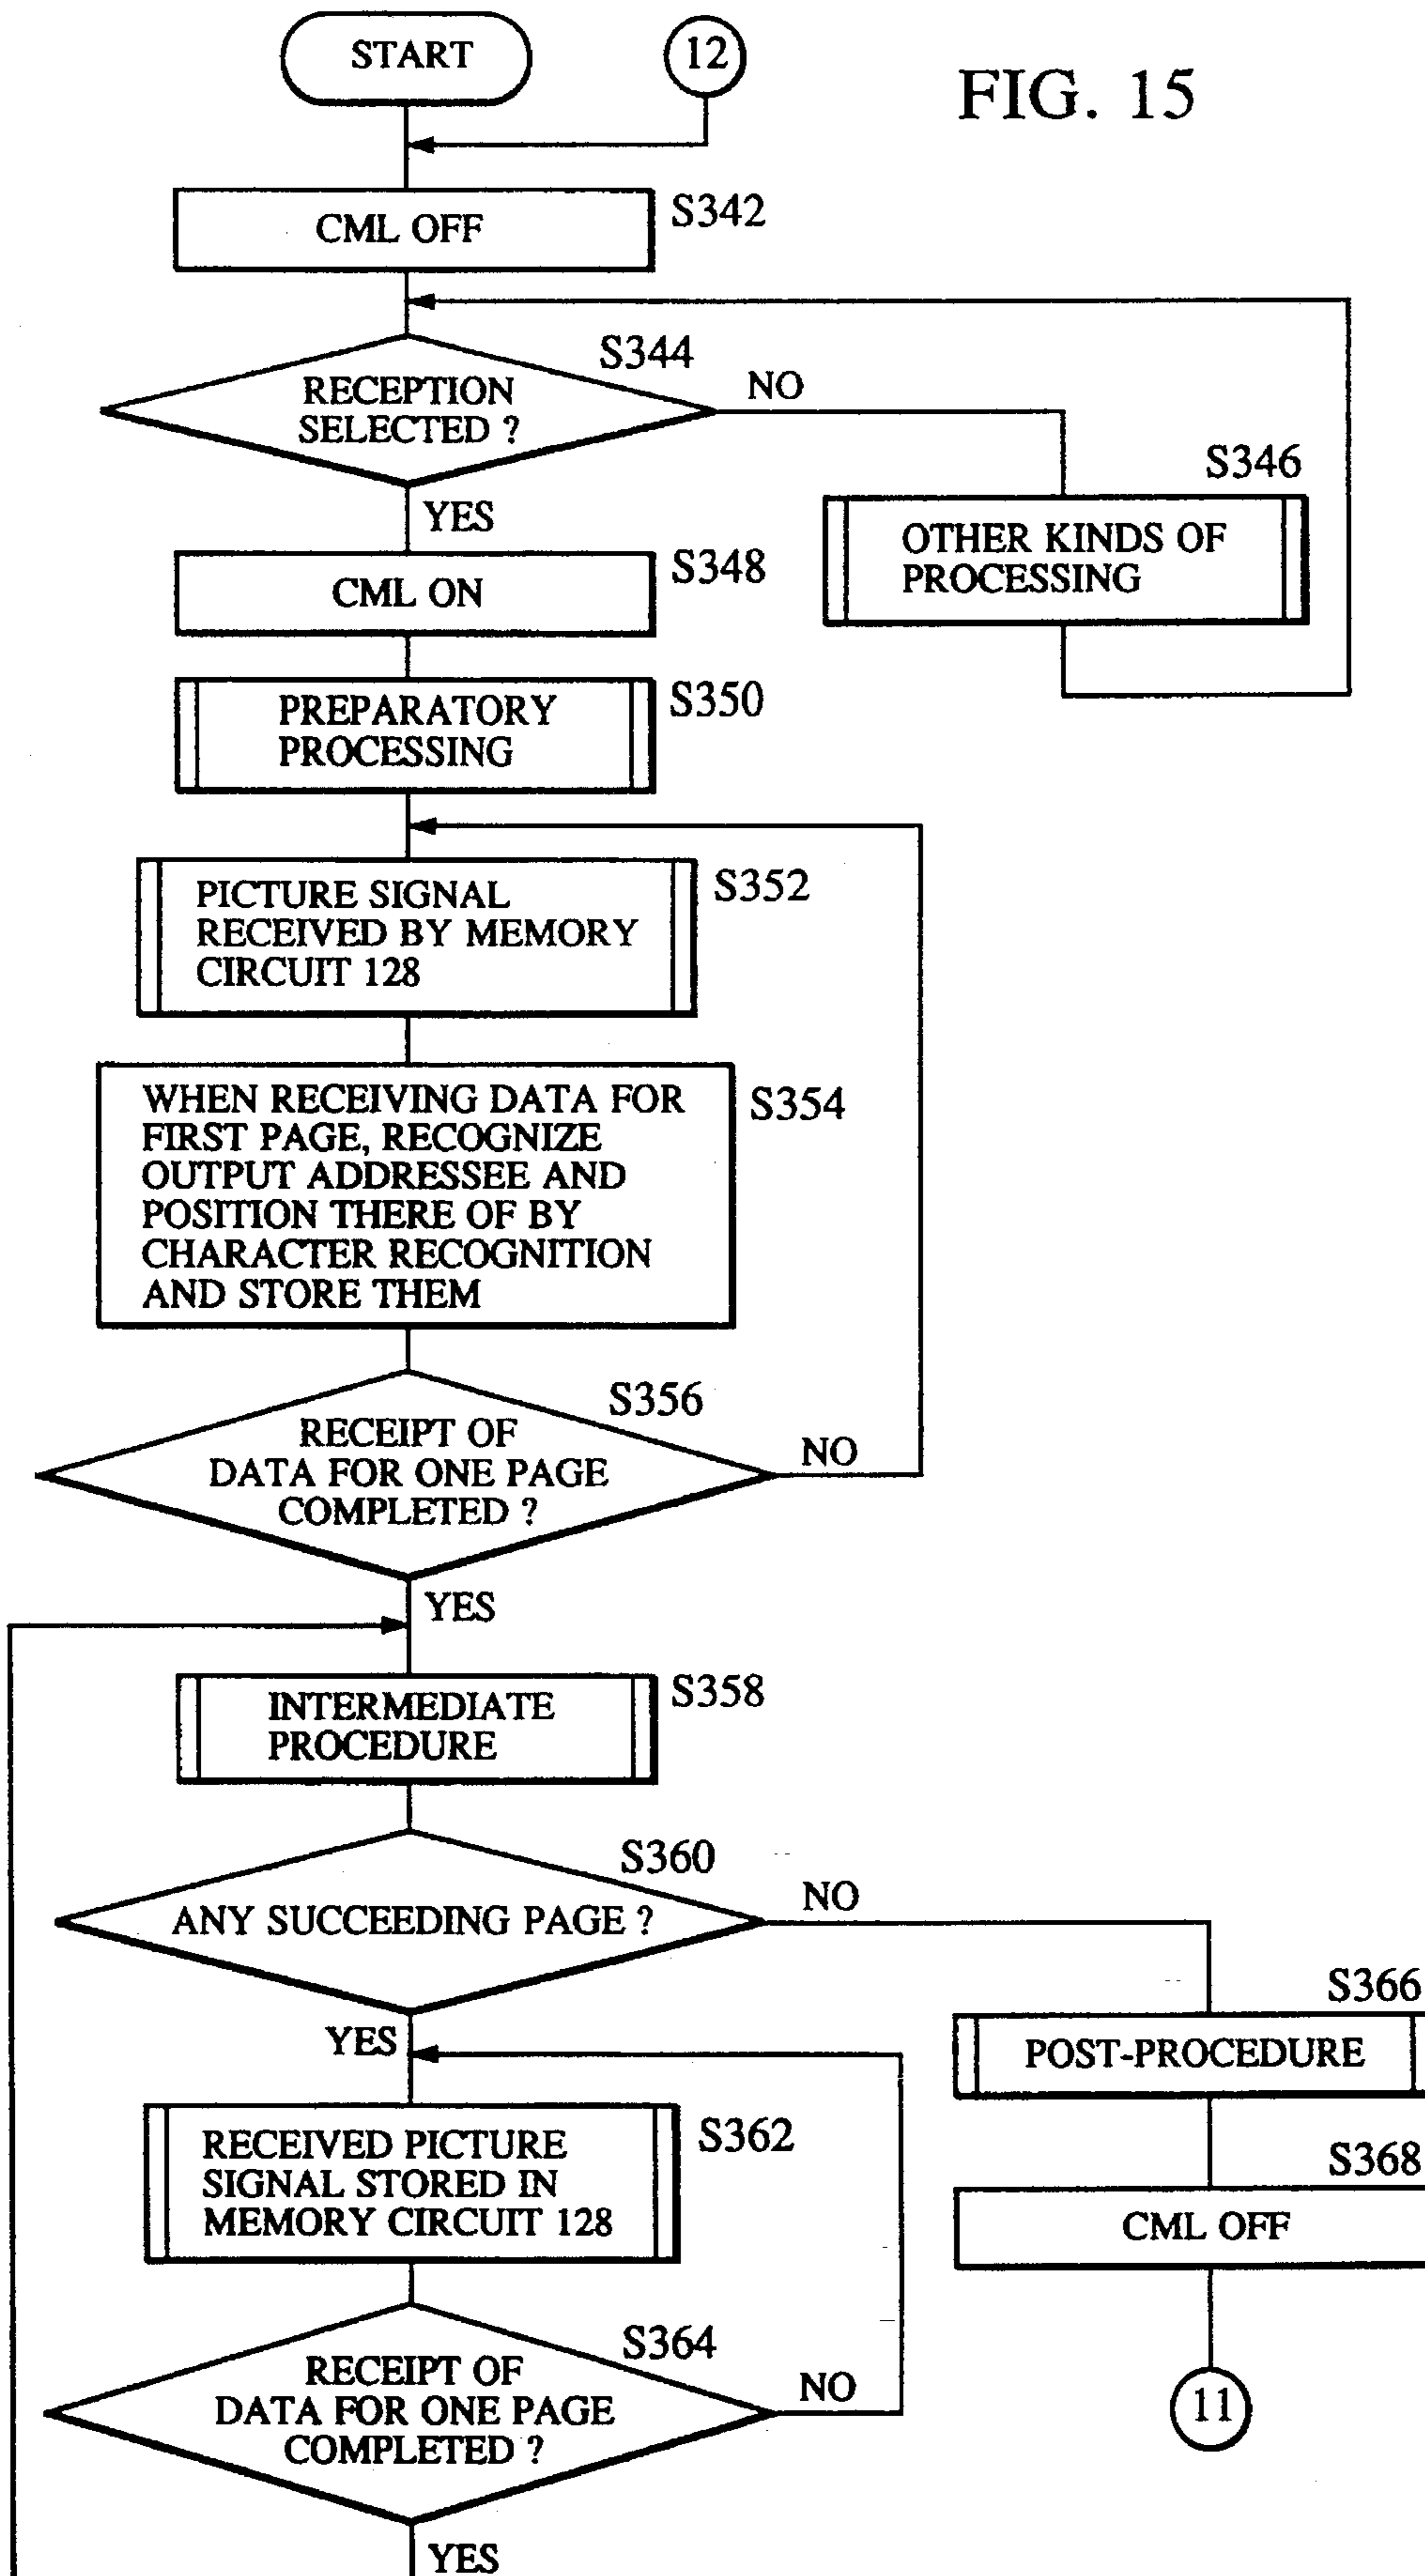 START
12
FIG. 15
CML OFF
S342
S344
RECEPTION
SELECTED ?
NO
YES
S346
OTHER KINDS OF
PROCESSING
CML ON
S348
PREPARATORY
PROCESSING
S350
PICTURE SIGNAL
RECEIVED BY MEMORY
CIRCUIT 128
S352
WHEN RECEIVING DATA FOR
FIRST PAGE, RECOGNIZE
OUTPUT ADDRESSEE AND
POSITION THERE OF BY
CHARACTER RECOGNITION
AND STORE THEM
S354
S356
RECEIPT OF
DATA FOR ONE PAGE
COMPLETED ?
NO
YES
INTERMEDIATE
PROCEDURE
S358
S360
ANY SUCCEEDING PAGE ?
NO
YES
S366
POST-PROCEDURE
RECEIVED PICTURE
SIGNAL STORED IN
MEMORY CIRCUIT 128
S362
S368
CML OFF
S364
RECEIPT OF
DATA FOR ONE PAGE
COMPLETED ?
NO
YES
11